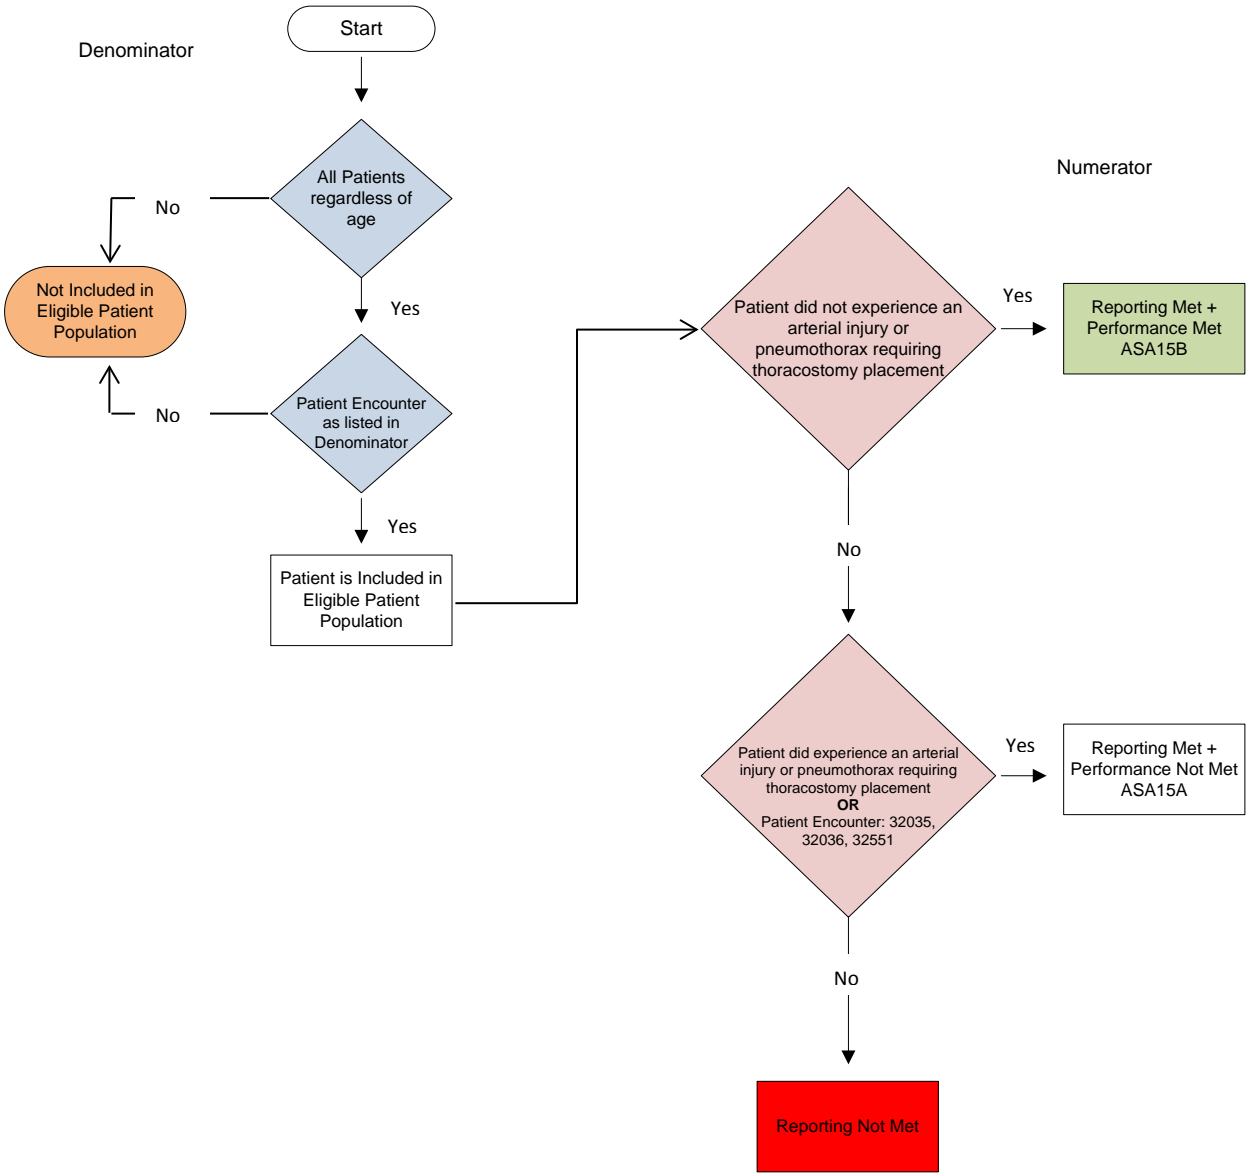 Start
Denominator
All Patients
regardless of
age
No
Not Included in
Eligible Patient
Population
Yes
Patient Encounter
as listed in
Denominator
No
Yes
Patient is Included in
Eligible Patient
Population
Numerator
Patient did not experience an
arterial injury or
pneumothorax requiring
thoracostomy placement
Yes
Reporting Met +
Performance Met
ASA15B
No
Patient did experience an arterial
injury or pneumothorax requiring
thoracostomy placement
OR
Patient Encounter: 32035,
32036, 32551
Yes
Reporting Met +
Performance Not Met
ASA15A
No
Reporting Not Met